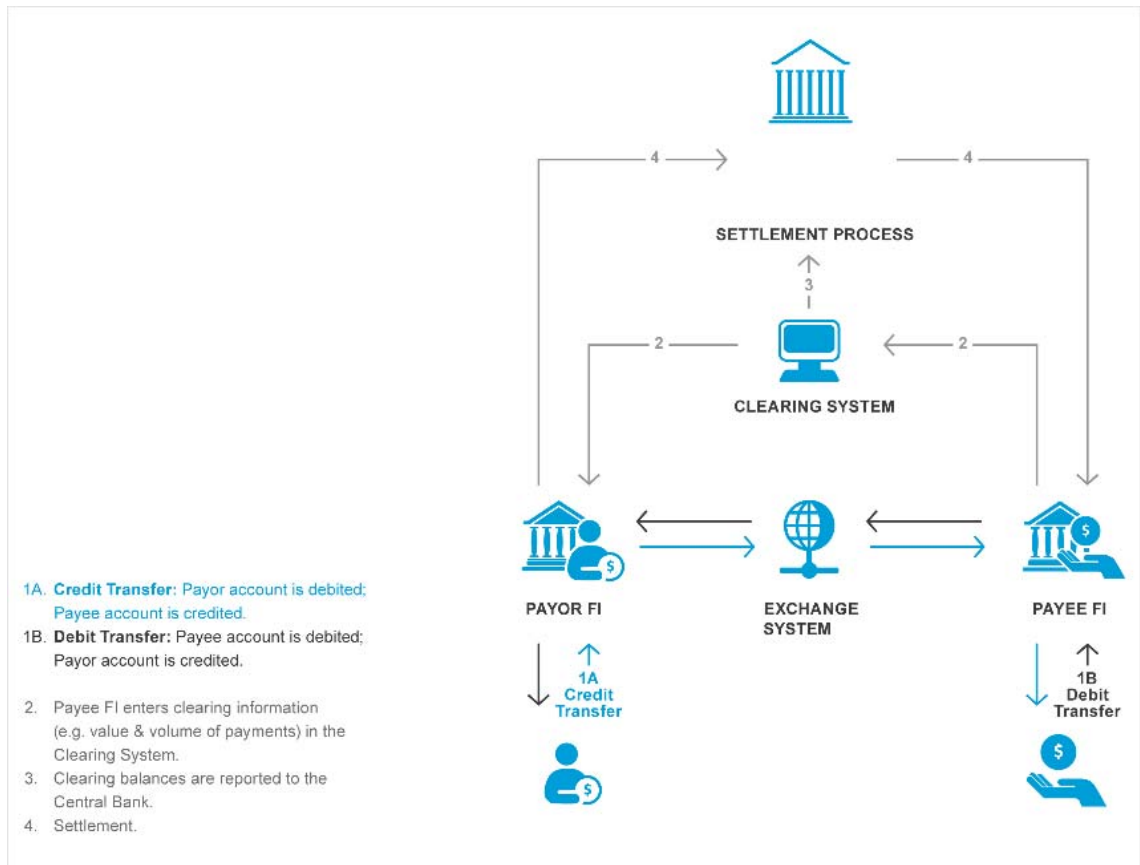 4
4
SETTLEMENT PROCESS
3
2
2
CLEARING SYSTEM
$
$
PAYOR FI
EXCHANGE
SYSTEM
PAYEE FI
1A
Credit
Transfer
1B
Debit
Transfer
$
$
1A. Credit Transfer: Payor account is debited;
Payee account is credited.
1B. Debit Transfer: Payee account is debited;
Payor account is credited.
2. Payee FI enters clearing information
(e.g. value & volume of payments) in the
Clearing System.
3. Clearing balances are reported to the
Central Bank.
4. Settlement.